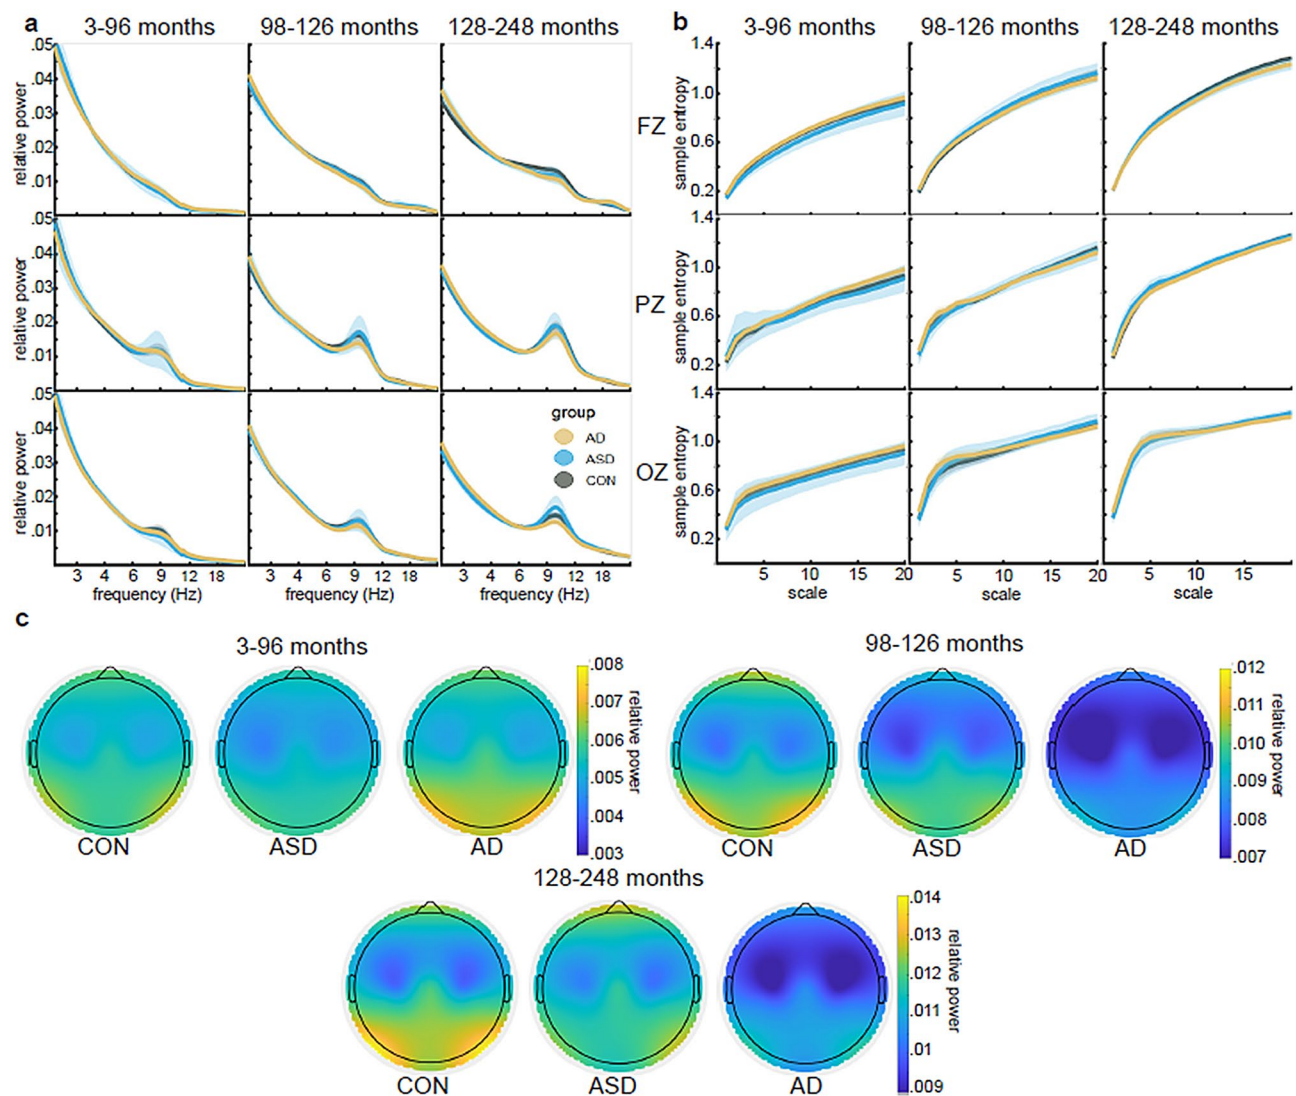 a
3-96 months
98-126 months
128-248 months
.05
.04
.03
.02
.01
relative power
FZ
.05
.04
.03
.02
.01
relative power
PZ
.05
.04
.03
.02
.01
relative power
OZ
group
AD
ASD
CON
3 4 6 9 12 18
3 4 6 9 12 18
3 4 6 9 12 18
frequency (Hz)
frequency (Hz)
frequency (Hz)
b
3-96 months
98-126 months
128-248 months
1.4
1.0
0.6
0.2
sample entropy
1.4
1.0
0.6
0.2
sample entropy
1.4
1.0
0.6
0.2
sample entropy
5 10 15 20
5 10 15 20
5 10 15
scale
scale
scale
c
3-96 months
.008
.007
.006
.005
.004
.003
relative power
CON
ASD
AD
98-126 months
.012
.011
.010
.009
.008
.007
relative power
CON
ASD
AD
128-248 months
.014
.013
.012
.011
.01
.009
relative power
CON
ASD
AD